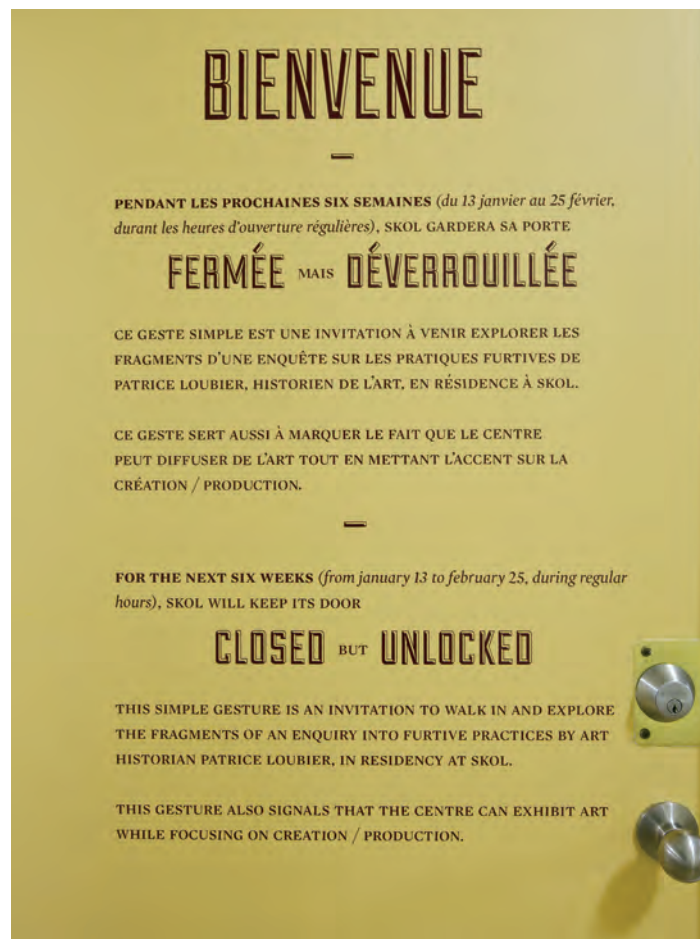 BIENVENUE
PENDANT LES PROCHAINES SIX SEMAINES (du 13 janvier au 25 février,
durant les heures d'ouverture régulières), SKOL GARDERA SA PORTE
FERMÉE MAIS DÉVERROUILLÉE
CE GESTE SIMPLE EST UNE INVITATION À VENIR EXPLORER LES
FRAGMENTS D'UNE ENQUÊTE SUR LES PRATIQUES FURTIVES DE
PATRICE LOUBIER, HISTORIEN DE L'ART, EN RÉSIDENCE À SKOL.
CE GESTE SERT AUSSI À MARQUER LE FAIT QUE LE CENTRE
PEUT DIFFUSER DE L'ART TOUT EN METTANT L'ACCENT SUR LA
CRÉATION / PRODUCTION.
FOR THE NEXT SIX WEEKS (from january 13 to february 25, during regular
hours), SKOL WILL KEEP ITS DOOR
CLOSED BUT UNLOCKED
THIS SIMPLE GESTURE IS AN INVITATION TO WALK IN AND EXPLORE
THE FRAGMENTS OF AN ENQUIRY INTO FURTIVE PRACTICES BY ART
HISTORIAN PATRICE LOUBIER, IN RESIDENCY AT SKOL.
THIS GESTURE ALSO SIGNALS THAT THE CENTRE CAN EXHIBIT ART
WHILE FOCUSING ON CREATION / PRODUCTION.